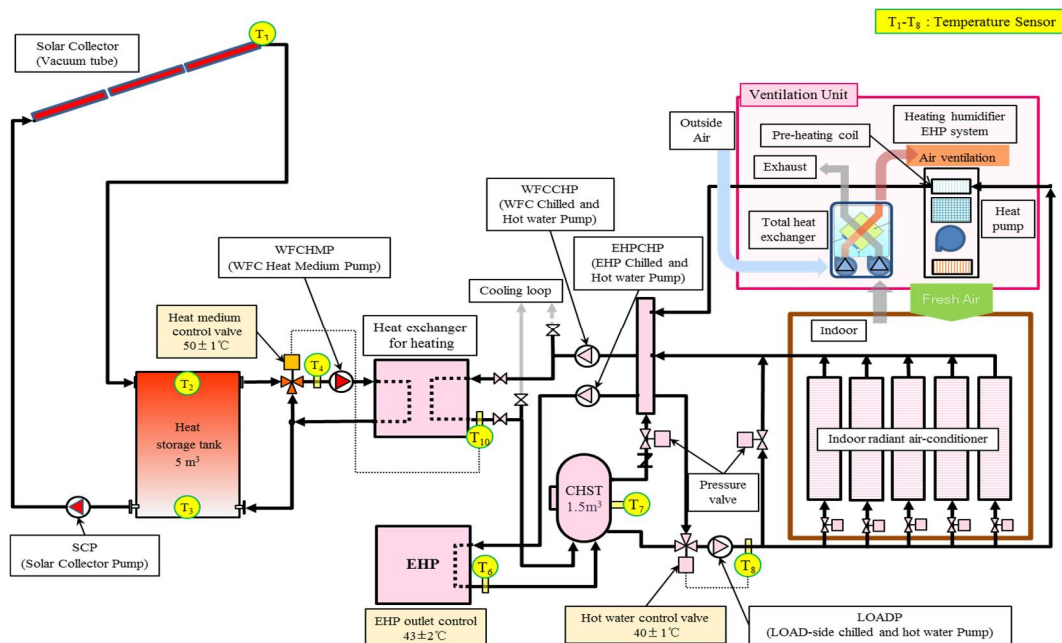 T₁-T₈ : Temperature Sensor
T₁
Solar Collector
(Vacuum tube)
Ventilation Unit
Outside
Air
Pre-heating coil
Heating humidifier
EHP system
Exhaust
Air ventilation
Total heat
exchanger
Heat
pump
Fresh Air
WFCCHP
(WFC Chilled and
Hot water Pump)
WFCHMP
(WFC Heat Medium Pump)
EHPCHP
(EHP Chilled and
Hot water Pump)
Cooling loop
Heat medium
control valve
50±1℃
Heat exchanger
for heating
Indoor
T₂
T₄
Heat
storage tank
5 m³
T₃
T₁₀
Indoor radiant air-conditioner
Pressure
valve
CHST
1.5m³
T₇
SCP
(Solar Collector Pump)
EHP
T₆
T₈
EHP outlet control
43±2℃
Hot water control valve
40±1℃
LOADP
(LOAD-side chilled and hot water Pump)